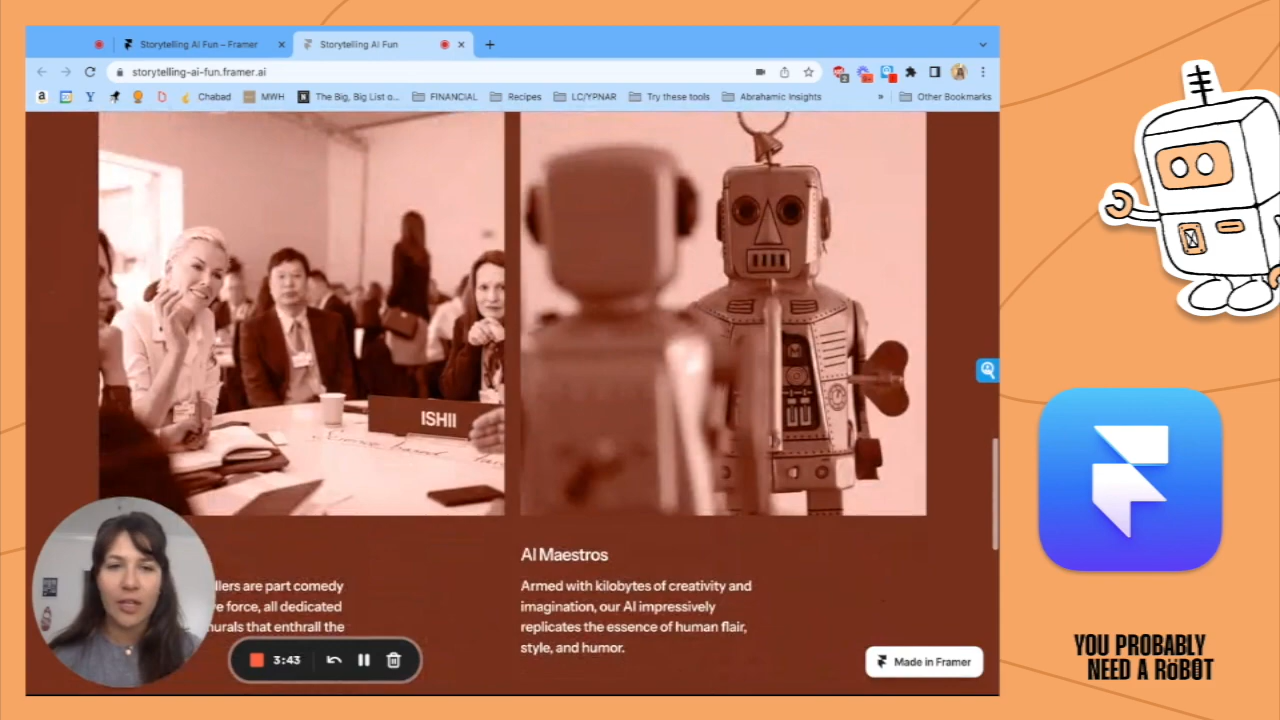 Storytelling AI Fun – Framer
Storytelling AI Fun
storytelling-ai-fun.framer.ai
Chabad
MWH
The Big, Big List o...
FINANCIAL
Recipes
LC/YPNAR
Try these tools
Abrahamic Insights
»
Other Bookmarks
ISHII
AI Maestros
llers are part comedy
e force, all dedicated
urals that enthrall the
Armed with kilobytes of creativity and
imagination, our AI impressively
replicates the essence of human flair,
style, and humor.
3:43
Made in Framer
YOU PROBABLY
NEED A RöBOT